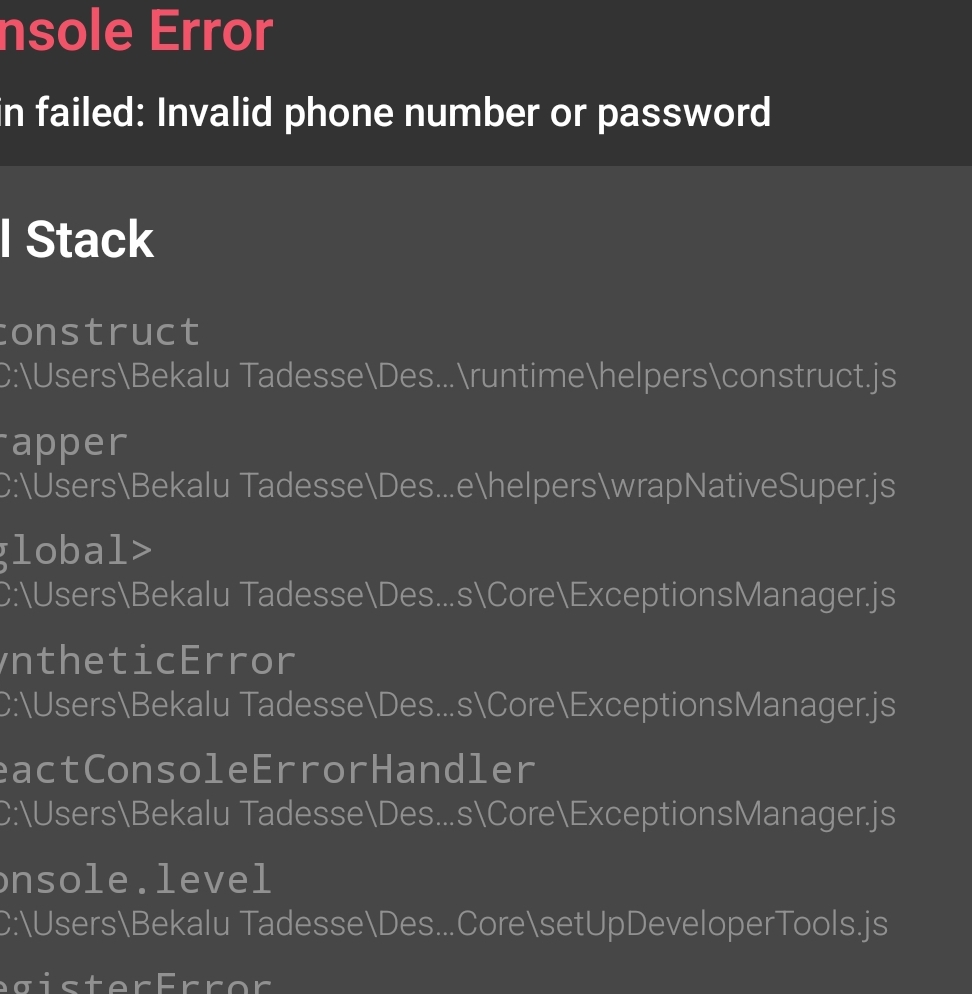 nsole Error
in failed: Invalid phone number or password
l Stack
construct
C:\Users\Bekalu Tadesse\Des…\runtime\helpers\construct.js
rapper
C:\Users\Bekalu Tadesse\Des…e\helpers\wrapNativeSuper.js
global>
C:\Users\Bekalu Tadesse\Des…s\Core\ExceptionsManager.js
yntheticError
C:\Users\Bekalu Tadesse\Des…s\Core\ExceptionsManager.js
eactConsoleErrorHandler
C:\Users\Bekalu Tadesse\Des…s\Core\ExceptionsManager.js
onsole.level
C:\Users\Bekalu Tadesse\Des…Core\setUpDeveloperTools.js
egisterError